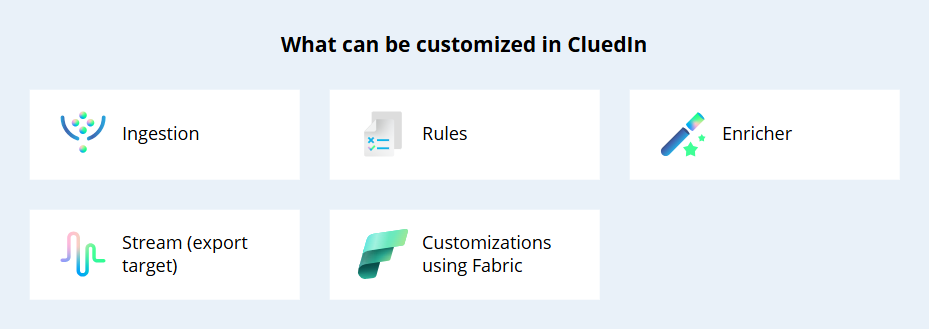 What can be customized in CluedIn
Ingestion
Rules
Enricher
Stream (export
target)
Customizations
using Fabric